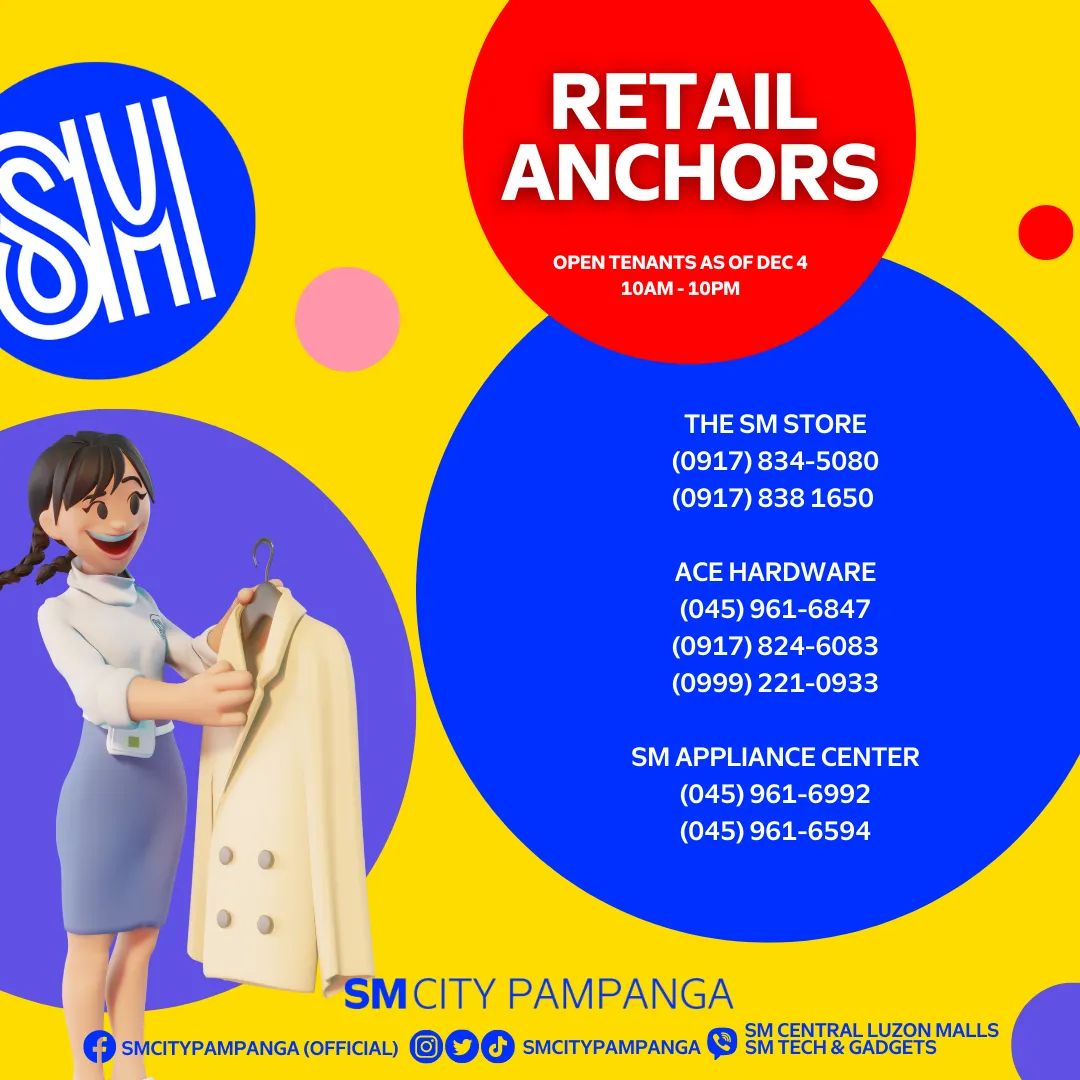 SM
RETAIL
ANCHORS
OPEN TENANTS AS OF DEC 4
10AM - 10PM
THE SM STORE
(0917) 834-5080
(0917) 838 1650
ACE HARDWARE
(045) 961-6847
(0917) 824-6083
(0999) 221-0933
SM APPLIANCE CENTER
(045) 961-6992
(045) 961-6594
SM CITY PAMPANGA
SMCITYPAMPANGA (OFFICIAL)
SMCITYPAMPANGA
SM CENTRAL LUZON MALLS
SM TECH & GADGETS